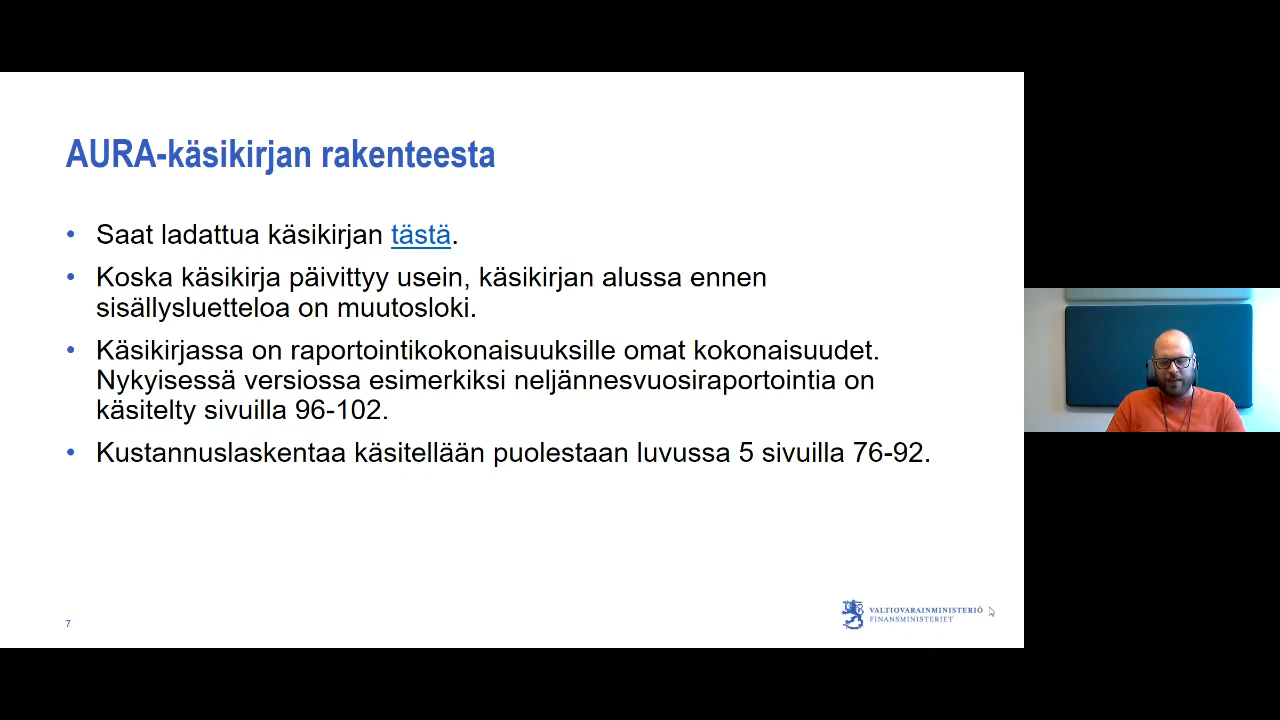 AURA-käsikirjan rakenteesta
• Saat ladattua käsikirjan tästä.
• Koska käsikirja päivittyy usein, käsikirjan alussa ennen
sisällysluetteloa on muutosloki.
• Käsikirjassa on raportointikokonaisuuksille omat kokonaisuudet.
Nykyisessä versiossa esimerkiksi neljännesvuosiraportointia on
käsitelty sivuilla 96-102.
• Kustannuslaskentaa käsitellään puolestaan luvussa 5 sivuilla 76-92.
7
VALTIOVARAINMINISTERIÖ
FINANSMINISTERIET